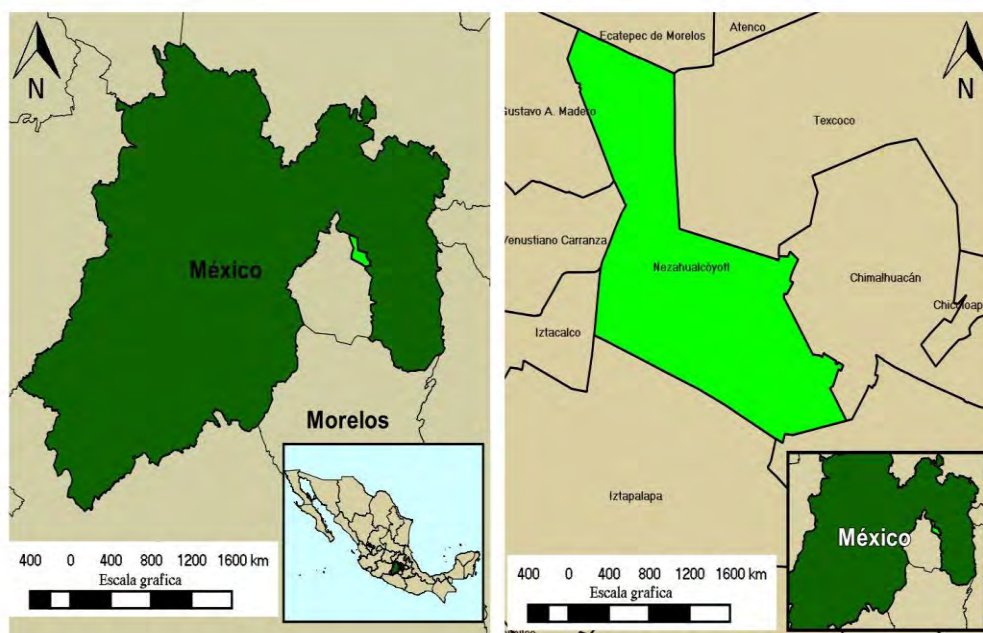 N
México
Morelos
400 0 400 800 1200 1600 km
Escala grafica
N
Ecatepec de Morelos
Atenco
Gustavo A. Madero
Texcoco
Venustiano Carranza
Nezahualcóyotl
Chimalhuacán
Iztacalco
Iztapalapa
México
400 0 400 800 1200 1600 km
Escala grafica